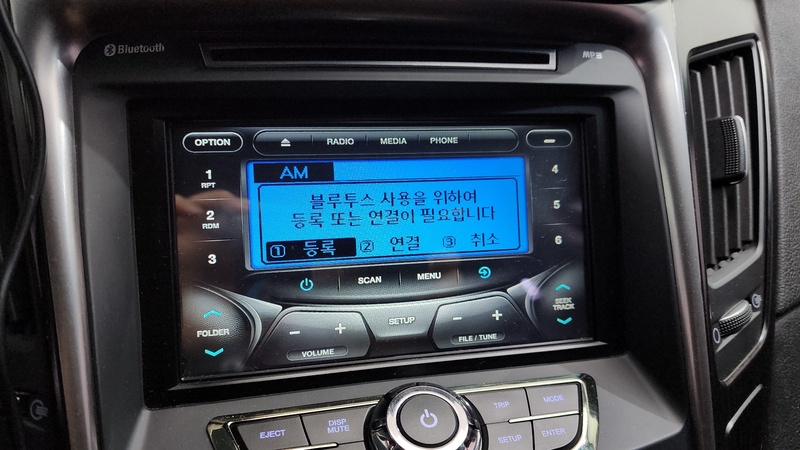 Bluetooth
MP3
OPTION
RADIO MEDIA PHONE
1
RPT
2
RDM
3
4
5
6
AM
블루투스 사용을 위하여
등록 또는 연결이 필요합니다
① 등록 ② 연결 ③ 취소
SCAN MENU
FOLDER
VOLUME
SETUP
FILE / TUNE
SEEK
TRACK
EJECT
DISP
MUTE
TRIP
MODE
SETUP
ENTER